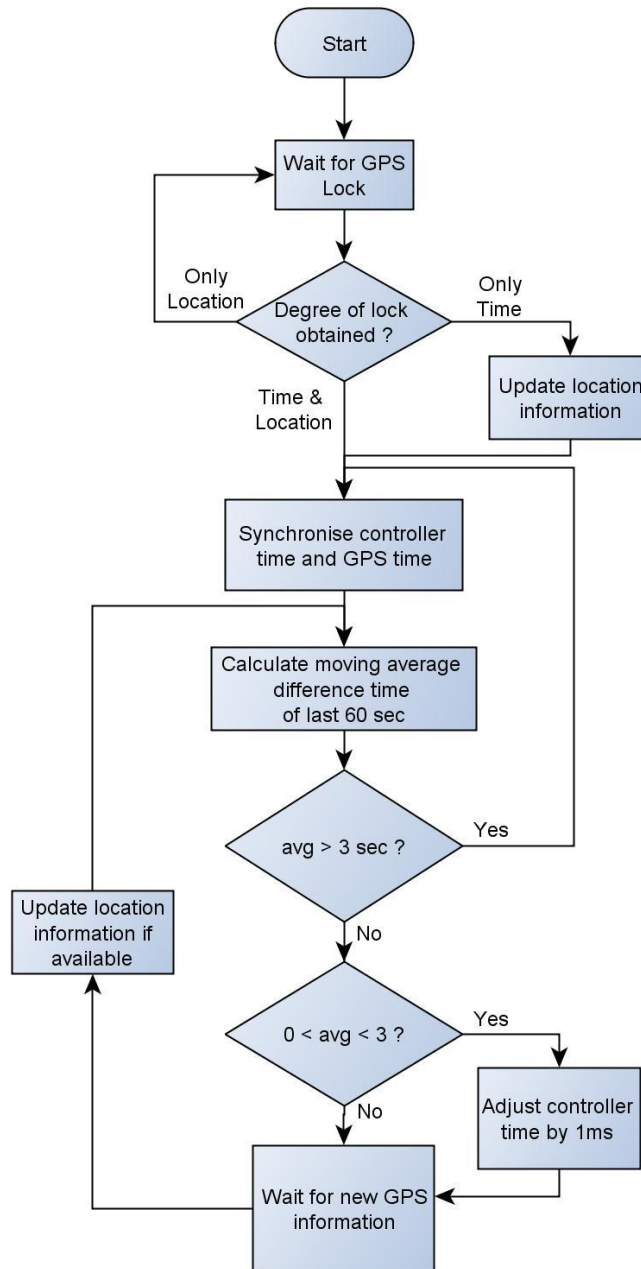 Start
Wait for GPS
Lock
Only
Location
Only
Time
Degree of lock
obtained ?
Time &
Location
Update location
information
Synchronise controller
time and GPS time
Calculate moving average
difference time
of last 60 sec
avg > 3 sec ?
Yes
Update location
information if
available
No
0 < avg < 3 ?
Yes
Adjust controller
time by 1ms
No
Wait for new GPS
information